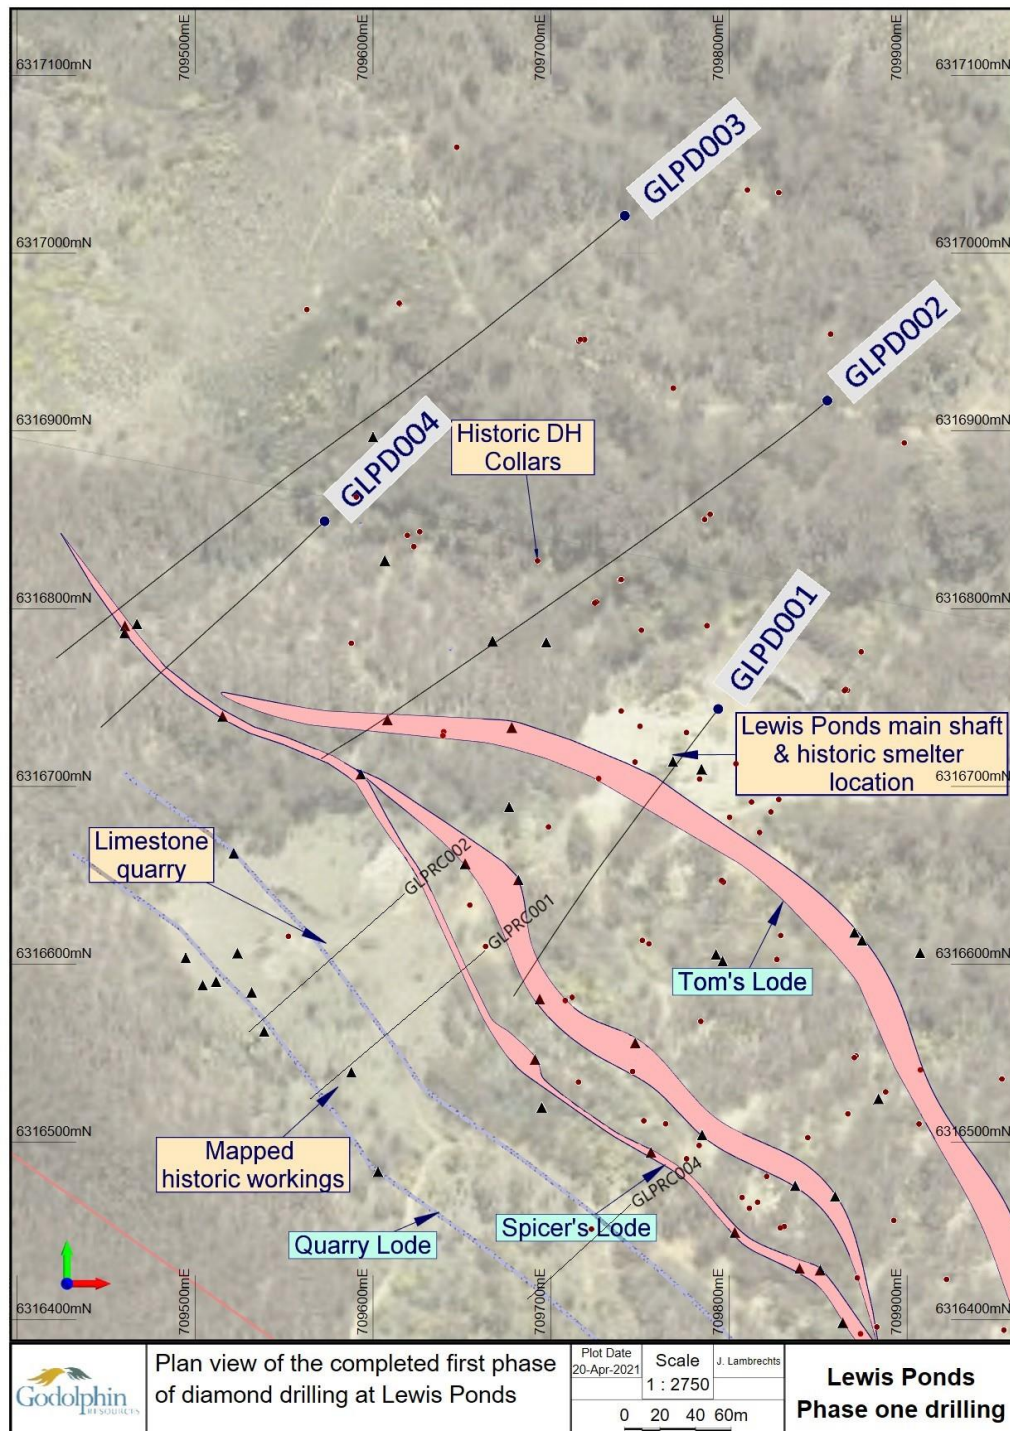 709500mE
709600mE
709700mE
709800mE
709900mE
6317100mN
6317100mN
GLPD003
6317000mN
6317000mN
GLPD002
6316900mN
6316900mN
GLPD004
Historic DH
Collars
6316800mN
6316800mN
GLPD001
Lewis Ponds main shaft
& historic smelter
location
6316700mN
6316700mN
Limestone
quarry
GLPRC002
GLPRC001
6316600mN
6316600mN
Tom's Lode
6316500mN
6316500mN
Mapped
historic workings
GLPRC004
Spicer's Lode
Quarry Lode
6316400mN
6316400mN
709500mE
709600mE
709700mE
709800mE
709900mE
Godolphin
RESOURCES
Plan view of the completed first phase
of diamond drilling at Lewis Ponds
Plot Date
20-Apr-2021
Scale
1 : 2750
J. Lambrechts
0 20 40 60m
Lewis Ponds
Phase one drilling